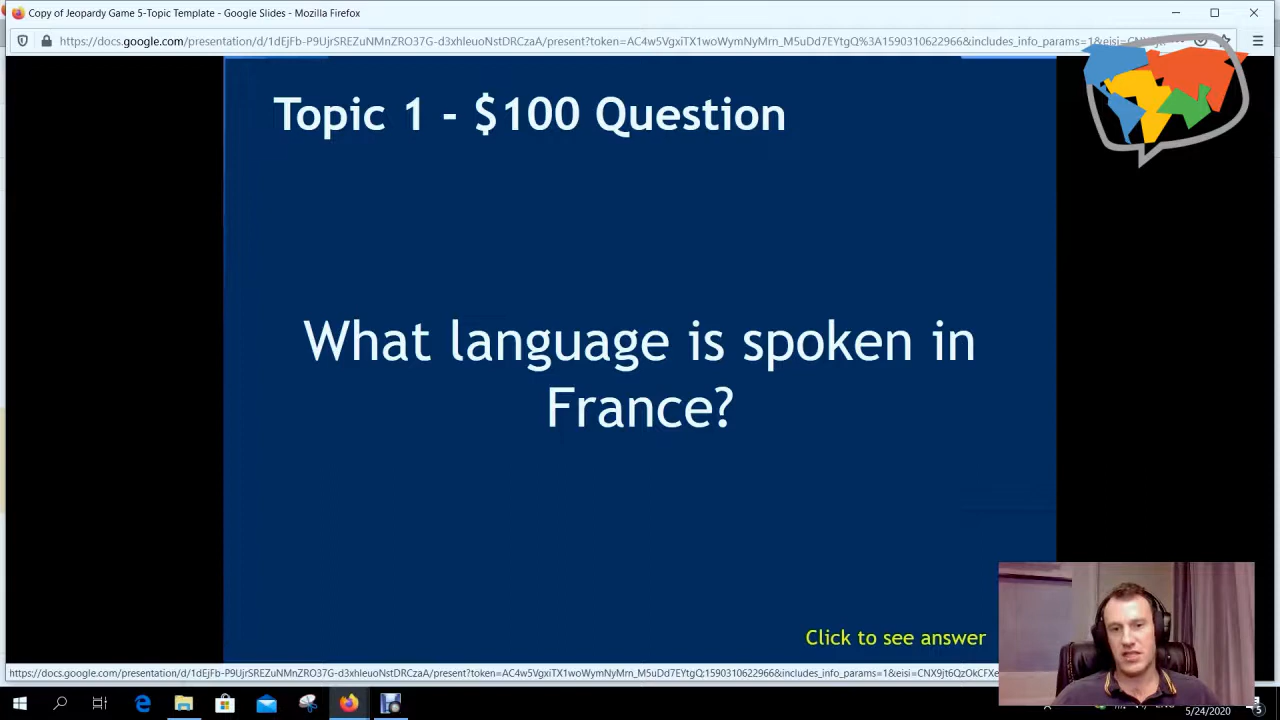 Copy of Jeopardy Game 5-Topic Template - Google Slides - Mozilla Firefox
Topic 1 - $100 Question
What language is spoken in
France?
Click to see answer
5/24/2020
5